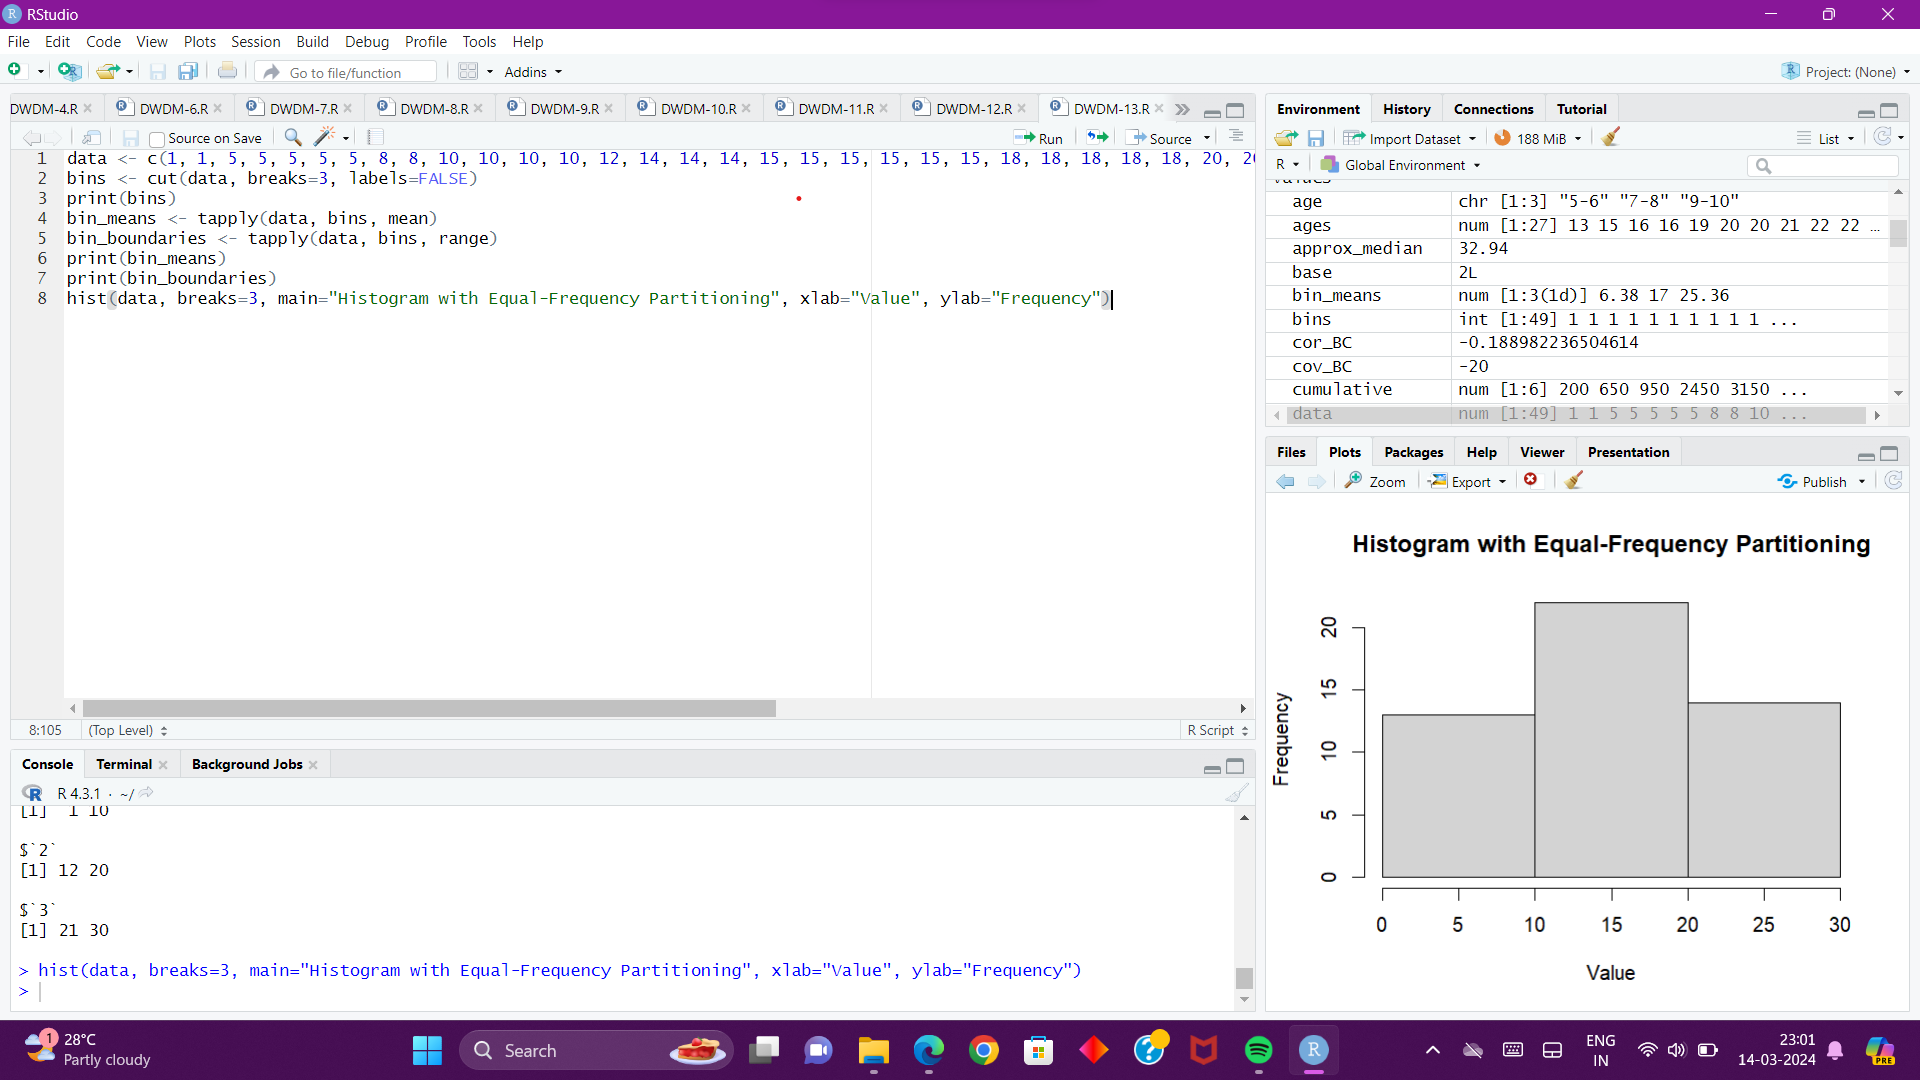 RStudio
File Edit Code View Plots Session Build Debug Profile Tools Help
Go to file/function Addins Project: (None)
DWDM-4.R DWDM-6.R DWDM-7.R DWDM-8.R DWDM-9.R DWDM-10.R DWDM-11.R DWDM-12.R DWDM-13.R
Source on Save Run Source
1 data <- c(1, 1, 5, 5, 5, 5, 5, 8, 8, 10, 10, 10, 10, 12, 14, 14, 14, 15, 15, 15, 15, 15, 15, 18, 18, 18, 18, 18, 20,
2 bins <- cut(data, breaks=3, labels=FALSE)
3 print(bins)
4 bin_means <- tapply(data, bins, mean)
5 bin_boundaries <- tapply(data, bins, range)
6 print(bin_means)
7 print(bin_boundaries)
8 hist(data, breaks=3, main="Histogram with Equal-Frequency Partitioning", xlab="Value", ylab="Frequency")
8:105 (Top Level) R Script
Console Terminal Background Jobs
R 4.3.1 · ~/
[1] 1 10
$`2`
[1] 12 20
$`3`
[1] 21 30
> hist(data, breaks=3, main="Histogram with Equal-Frequency Partitioning", xlab="Value", ylab="Frequency")
>
Environment History Connections Tutorial
Import Dataset 188 MiB List
R Global Environment
age chr [1:3] "5-6" "7-8" "9-10"
ages num [1:27] 13 15 16 16 19 20 20 21 22 22 ...
approx_median 32.94
base 2L
bin_means num [1:3(1d)] 6.38 17 25.36
bins int [1:49] 1 1 1 1 1 1 1 1 1 1 ...
cor_BC -0.188982236504614
cov_BC -20
cumulative num [1:6] 200 650 950 2450 3150 ...
data num [1:49] 1 1 5 5 5 5 5 8 8 10 ...
Files Plots Packages Help Viewer Presentation
Zoom Export Publish
Histogram with Equal-Frequency Partitioning
Frequency
20
15
10
5
0
0 5 10 15 20 25 30
Value
1 28°C
Partly cloudy
Search
ENG
IN
23:01
14-03-2024
PRE